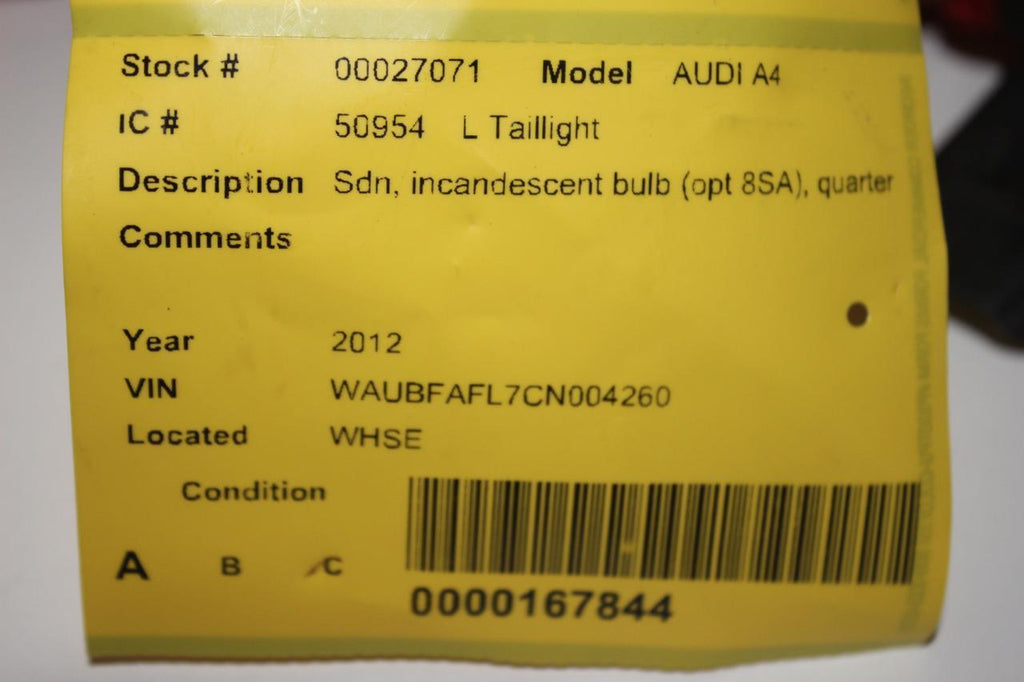 Stock # 00027071 Model AUDI A4
IC # 50954 L Taillight
Description Sdn, incandescent bulb (opt 8SA), quarter
Comments
Year 2012
VIN WAUBFAFL7CN004260
Located WHSE
Condition
A B C
0000167844